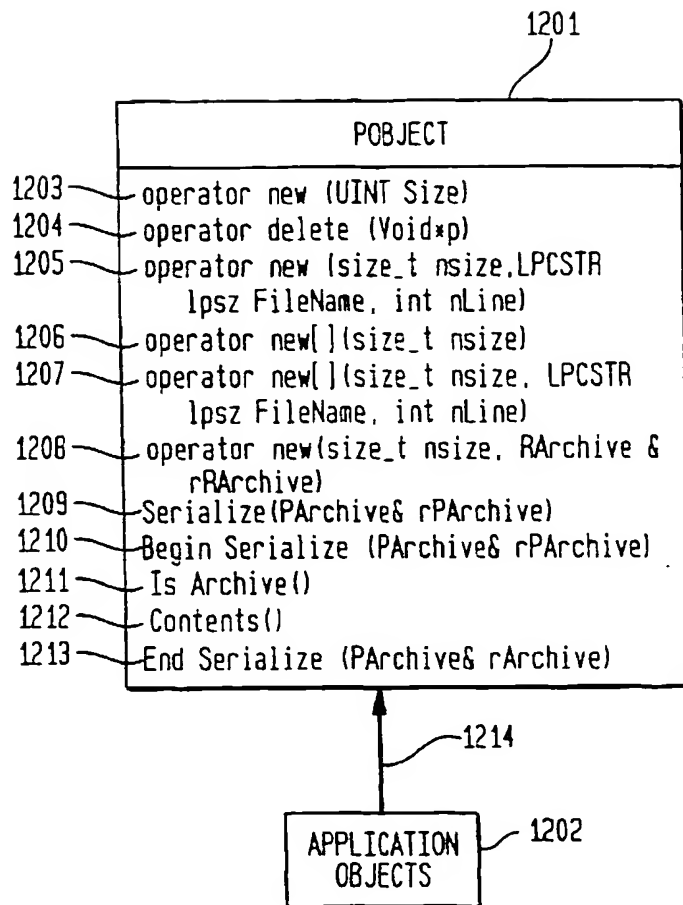 1201
POBJECT
1203 operator new (UINT Size)
1204 operator delete (Void*p)
1205 operator new (size_t nsize,LPCSTR
lpsz FileName, int nLine)
1206 operator new[](size_t nsize)
1207 operator new[](size_t nsize, LPCSTR
lpsz FileName, int nLine)
1208 operator new(size_t nsize, RArchive &
rRArchive)
1209 Serialize(PArchive& rPArchive)
1210 Begin Serialize (PArchive& rPArchive)
1211 Is Archive()
1212 Contents()
1213 End Serialize (PArchive& rArchive)
1214
APPLICATION 1202
OBJECTS